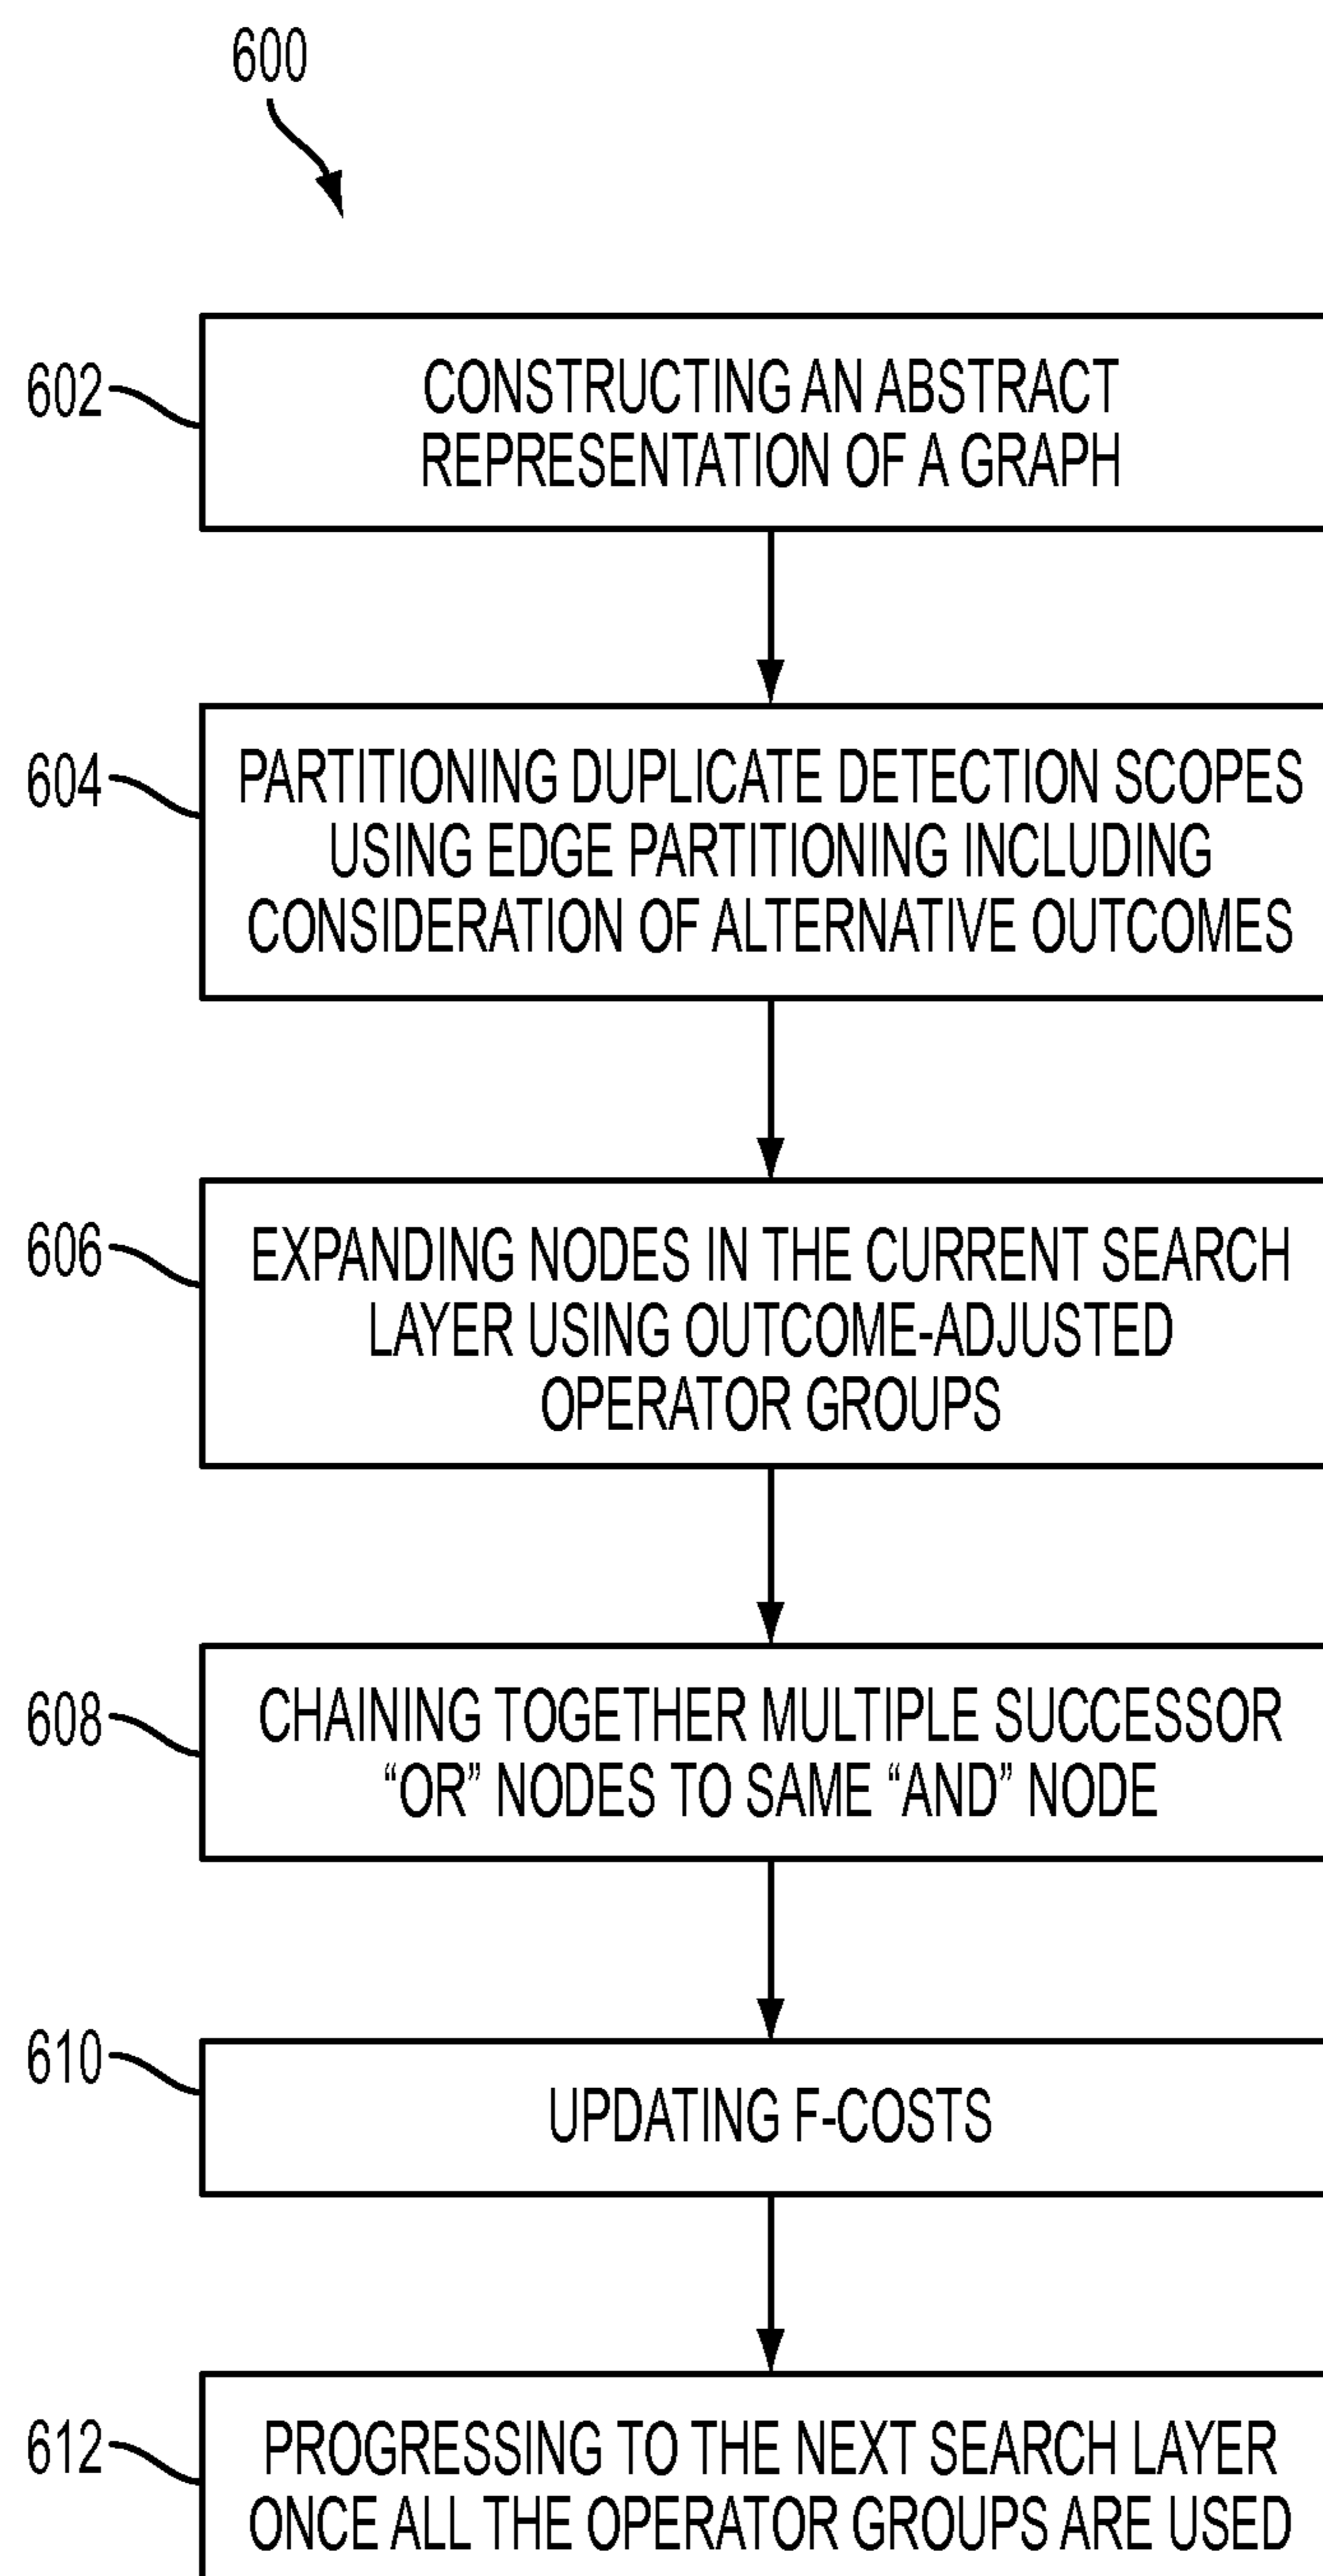 600
602
CONSTRUCTING AN ABSTRACT
REPRESENTATION OF A GRAPH
604
PARTITIONING DUPLICATE DETECTION SCOPES
USING EDGE PARTITIONING INCLUDING
CONSIDERATION OF ALTERNATIVE OUTCOMES
606
EXPANDING NODES IN THE CURRENT SEARCH
LAYER USING OUTCOME-ADJUSTED
OPERATOR GROUPS
608
CHAINING TOGETHER MULTIPLE SUCCESSOR
“OR” NODES TO SAME “AND” NODE
610
UPDATING F-COSTS
612
PROGRESSING TO THE NEXT SEARCH LAYER
ONCE ALL THE OPERATOR GROUPS ARE USED